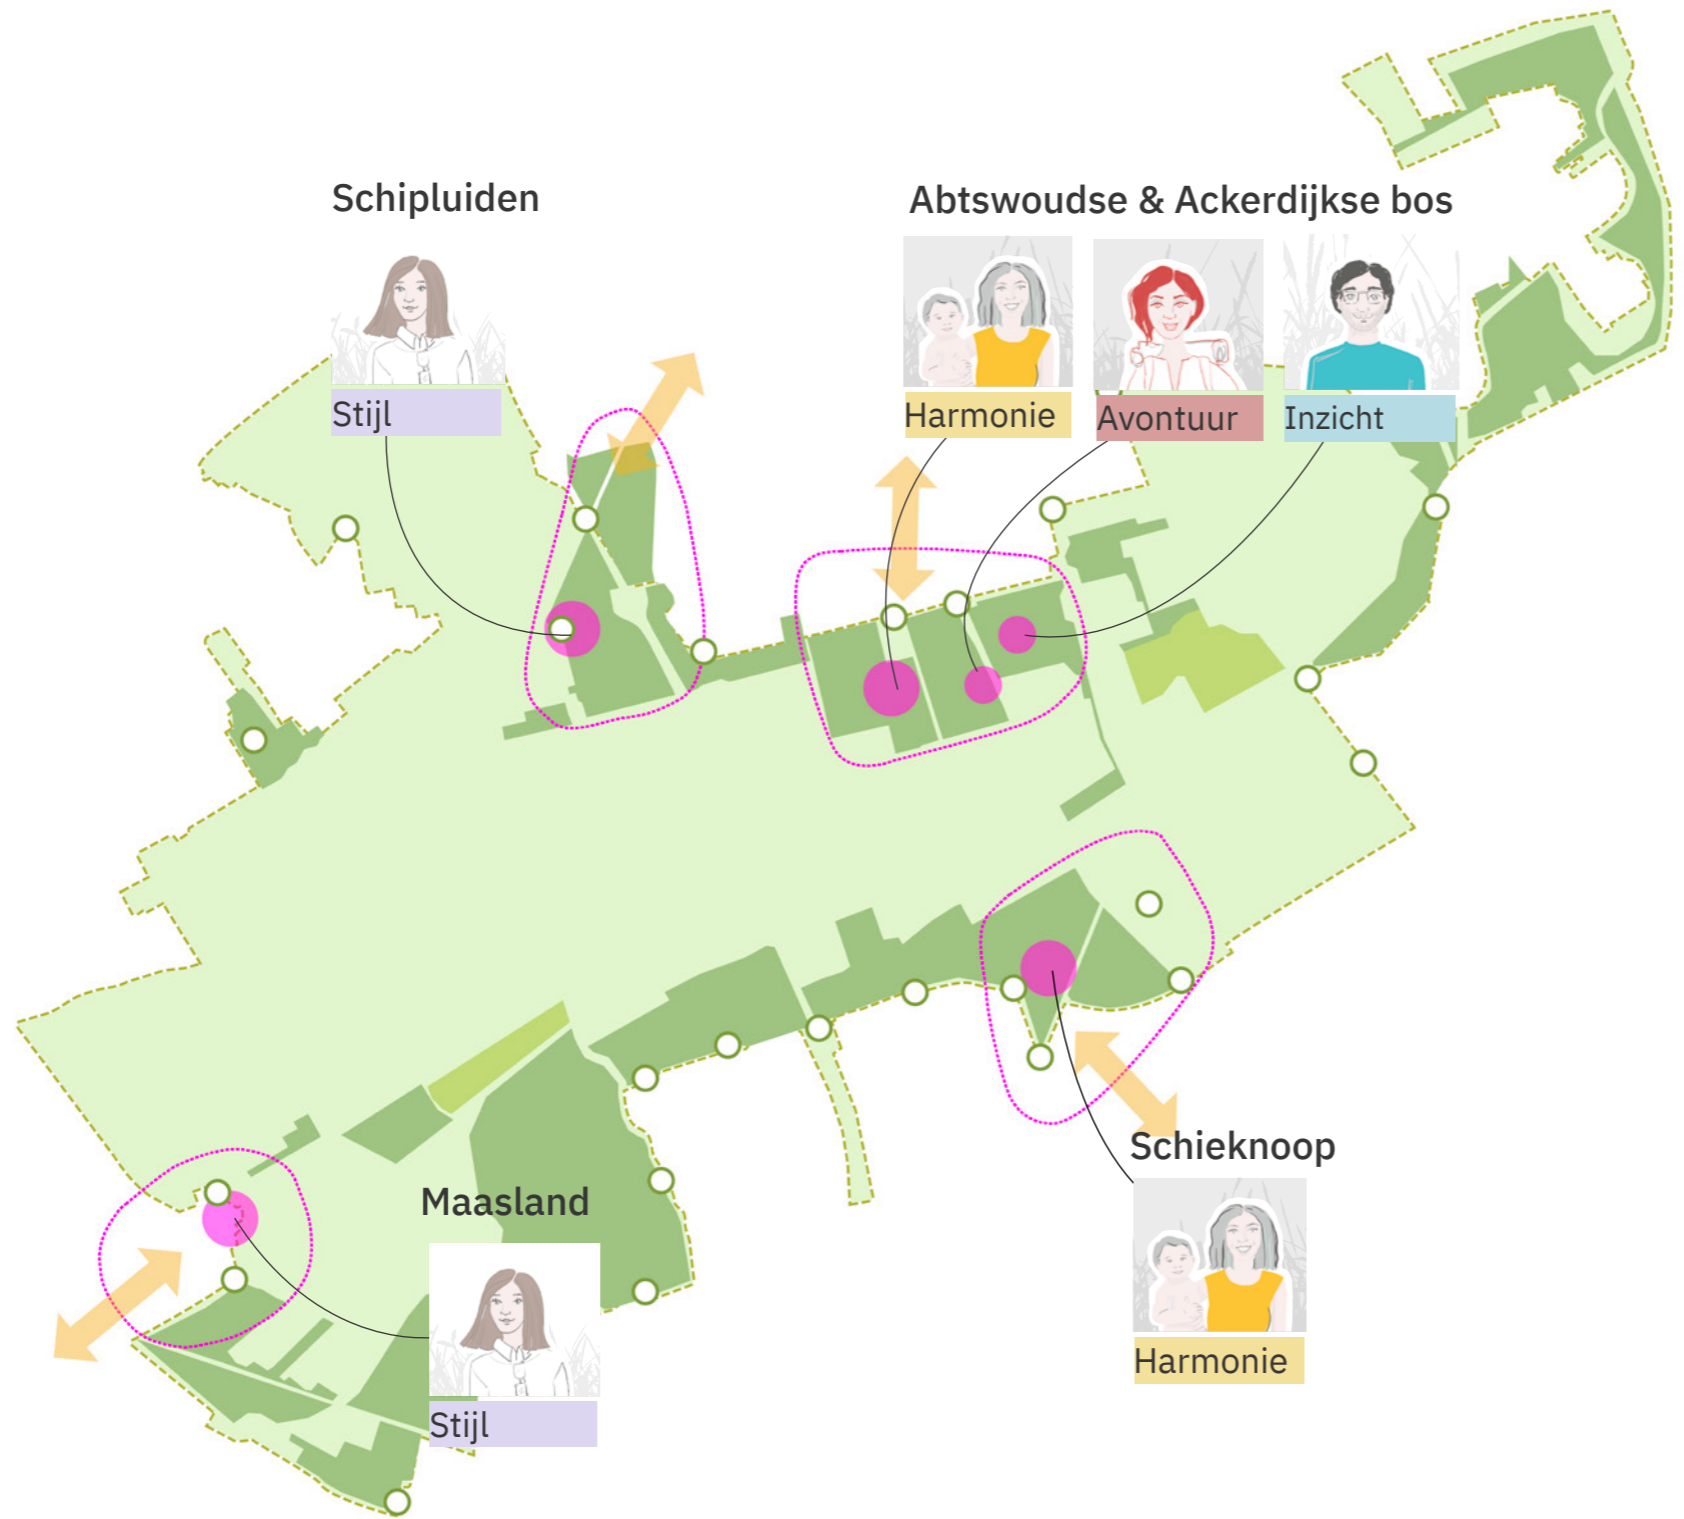 Schipluiden
Stijl
Abtswoudse & Ackerdijkse bos
Harmonie
Avontuur
Inzicht
Schieknoop
Harmonie
Maasland
Stijl